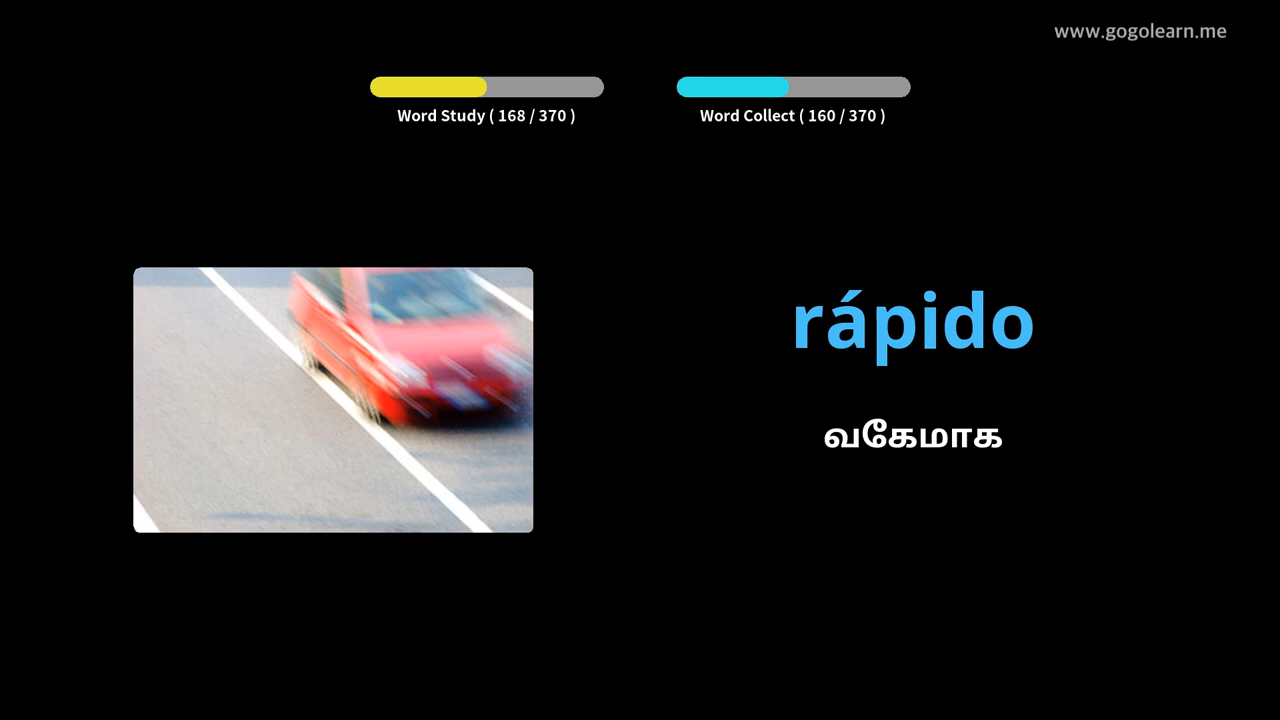 www.gogolearn.me
Word Study ( 168 / 370 )
Word Collect ( 160 / 370 )
rápido
வகேமாக